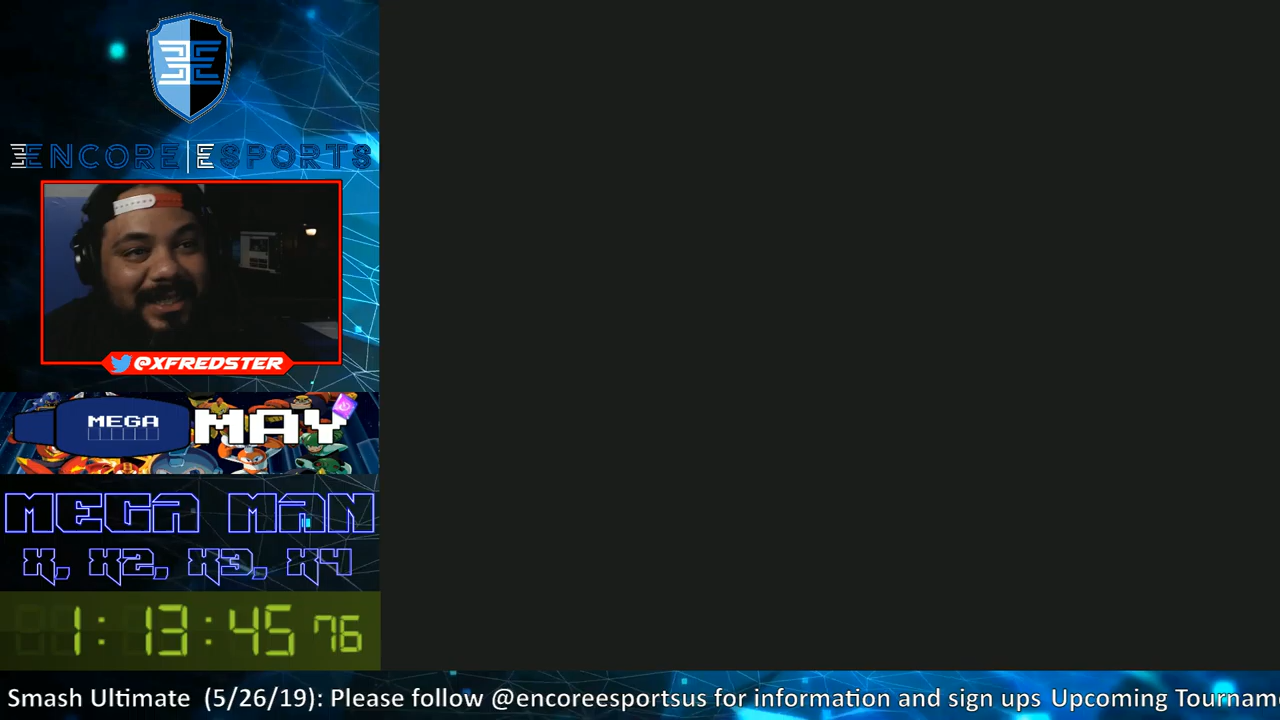 ENCORE|ESPORTS
@XFREDSTER
MEGA MAY
MEGA MAN
X, X2, X3, X4
1:13:45 76
Smash Ultimate (5/26/19): Please follow @encoreesportsus for information and sign ups Upcoming Tournam